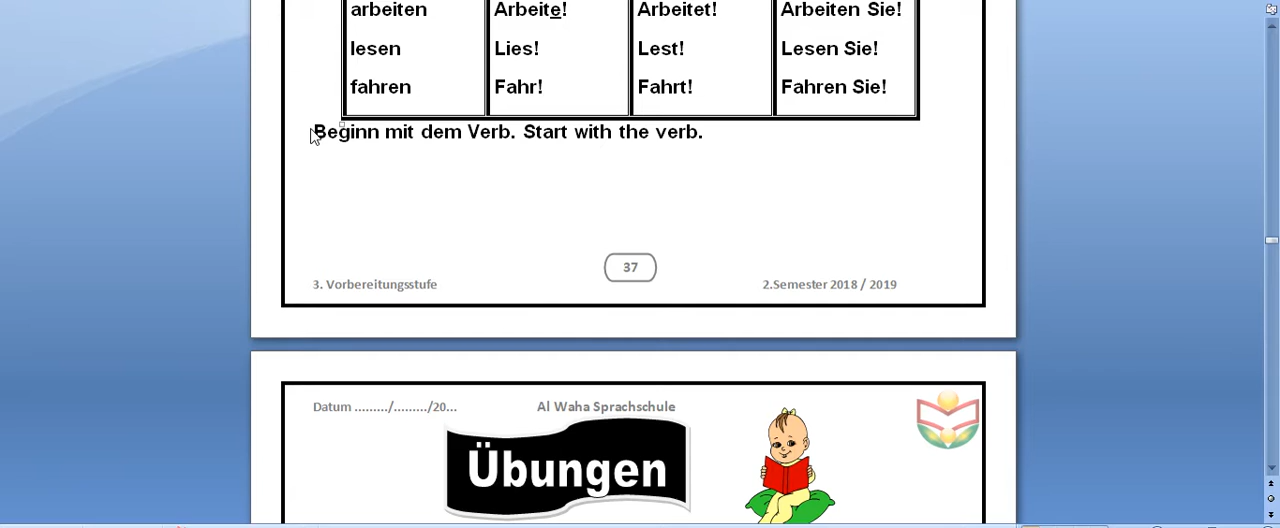 arbeiten Arbeite! Arbeitet! Arbeiten Sie!
lesen Lies! Lest! Lesen Sie!
fahren Fahr! Fahrt! Fahren Sie!
Beginn mit dem Verb. Start with the verb.
37
3. Vorbereitungsstufe 2.Semester 2018 / 2019
Datum ........./........./20... Al Waha Sprachschule
Übungen